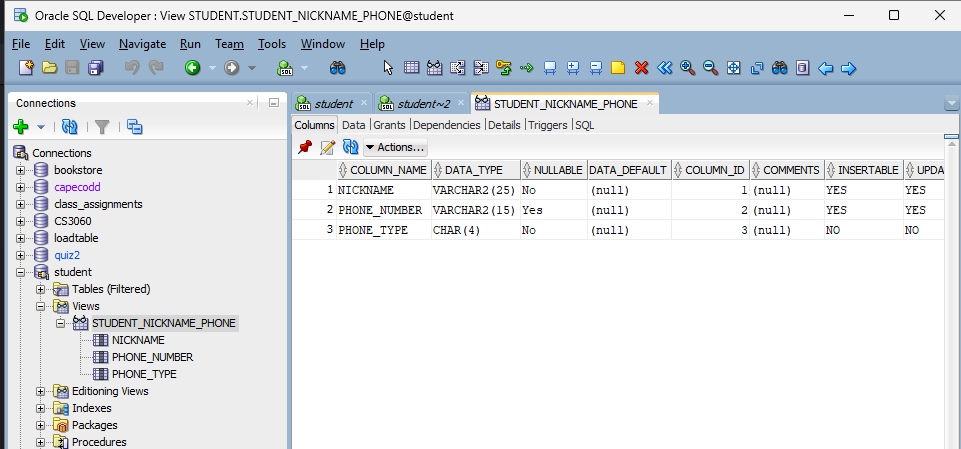 Oracle SQL Developer : View STUDENT.STUDENT_NICKNAME_PHONE@student
File Edit View Navigate Run Team Tools Window Help
Connections
Connections
bookstore
capecodd
class_assignments
CS3060
loadtable
quiz2
student
Tables (Filtered)
Views
STUDENT_NICKNAME_PHONE
NICKNAME
PHONE_NUMBER
PHONE_TYPE
Editioning Views
Indexes
Packages
Procedures
student student~2 STUDENT_NICKNAME_PHONE
Columns Data Grants Dependencies Details Triggers SQL
Actions...
COLUMN_NAME DATA_TYPE NULLABLE DATA_DEFAULT COLUMN_ID COMMENTS INSERTABLE UPDA
1 NICKNAME VARCHAR2(25) No (null) 1 (null) YES YES
2 PHONE_NUMBER VARCHAR2(15) Yes (null) 2 (null) YES YES
3 PHONE_TYPE CHAR(4) No (null) 3 (null) NO NO